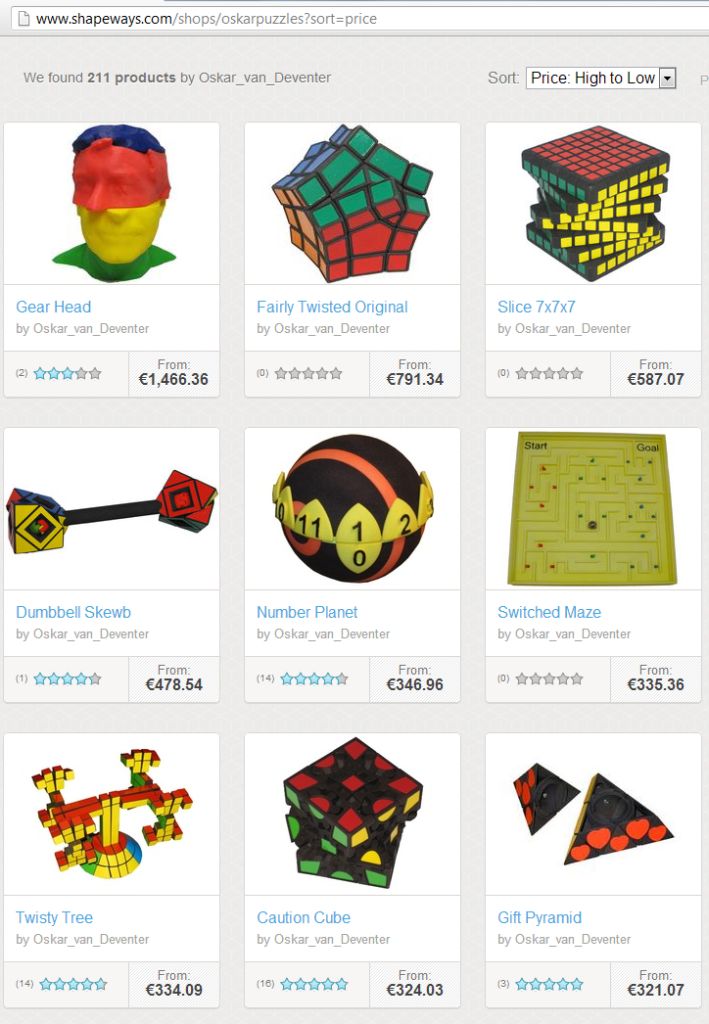 www.shapeways.com/shops/oskarpuzzles?sort=price
We found 211 products by Oskar_van_Deventer
Sort: Price: High to Low
P
Gear Head
by Oskar_van_Deventer
(2)
From:
€1,466.36
Fairly Twisted Original
by Oskar_van_Deventer
(0)
From:
€791.34
Slice 7x7x7
by Oskar_van_Deventer
(0)
From:
€587.07
10 11 1 2
0
Start Goal
Dumbbell Skewb
by Oskar_van_Deventer
(1)
From:
€478.54
Number Planet
by Oskar_van_Deventer
(14)
From:
€346.96
Switched Maze
by Oskar_van_Deventer
(0)
From:
€335.36
Twisty Tree
by Oskar_van_Deventer
(14)
From:
€334.09
Caution Cube
by Oskar_van_Deventer
(16)
From:
€324.03
Gift Pyramid
by Oskar_van_Deventer
(3)
From:
€321.07